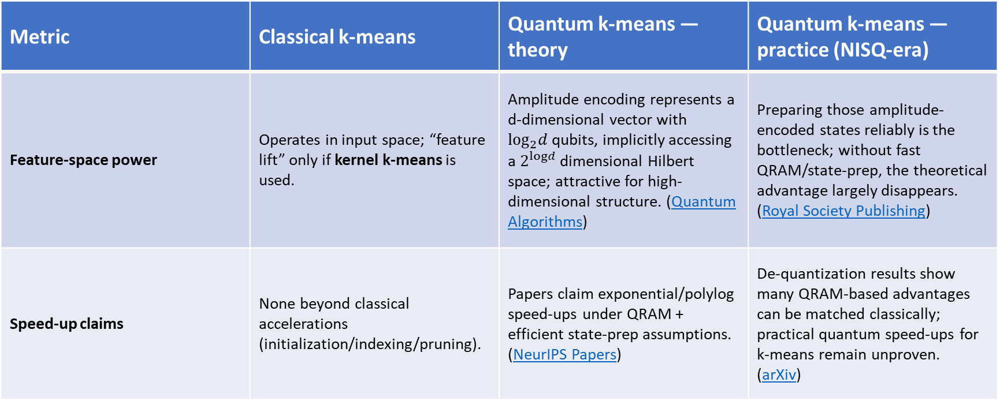 Metric
Classical k-means
Quantum k-means —
theory
Quantum k-means —
practice (NISQ-era)
Feature-space power
Operates in input space; “feature
lift” only if kernel k-means is
used.
Amplitude encoding represents a
d-dimensional vector with
log₂d qubits, implicitly accessing
a 2^logd dimensional Hilbert
space; attractive for high-
dimensional structure. (Quantum
Algorithms)
Preparing those amplitude-
encoded states reliably is the
bottleneck; without fast
QRAM/state-prep, the theoretical
advantage largely disappears.
(Royal Society Publishing)
Speed-up claims
None beyond classical
accelerations
(initialization/indexing/pruning).
Papers claim exponential/polylog
speed-ups under QRAM +
efficient state-prep assumptions.
(NeurIPS Papers)
De-quantization results show
many QRAM-based advantages
can be matched classically;
practical quantum speed-ups for
k-means remain unproven.
(arXiv)